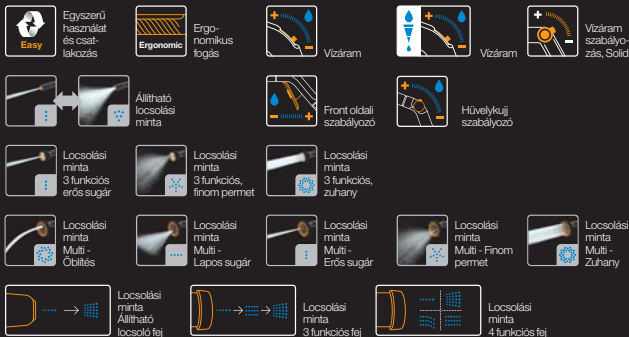 Easy
Egyszerű
használat
és csat-
lakozás
Ergonomic
Ergo-
nomikus
fogás
Vízáram
Vízáram
Vízáram
szabályo-
zás, Solid
Állítható
locsolási
minta
Front oldali
szabályozó
Hüvelykujj
szabályozó
Locsolási
minta
3 funkciós
erős sugár
Locsolási
minta
3 funkciós,
finom permet
Locsolási
minta
3 funkciós,
zuhany
Locsolási
minta
Multi -
Öblítés
Locsolási
minta
Multi -
Lapos sugár
Locsolási
minta
Multi -
Erős sugár
Locsolási
minta
Multi - Finom
permet
Locsolási
minta
Multi -
Zuhany
Locsolási
minta
Állítható
locsoló fej
Locsolási
minta
3 funkciós fej
Locsolási
minta
4 funkciós fej